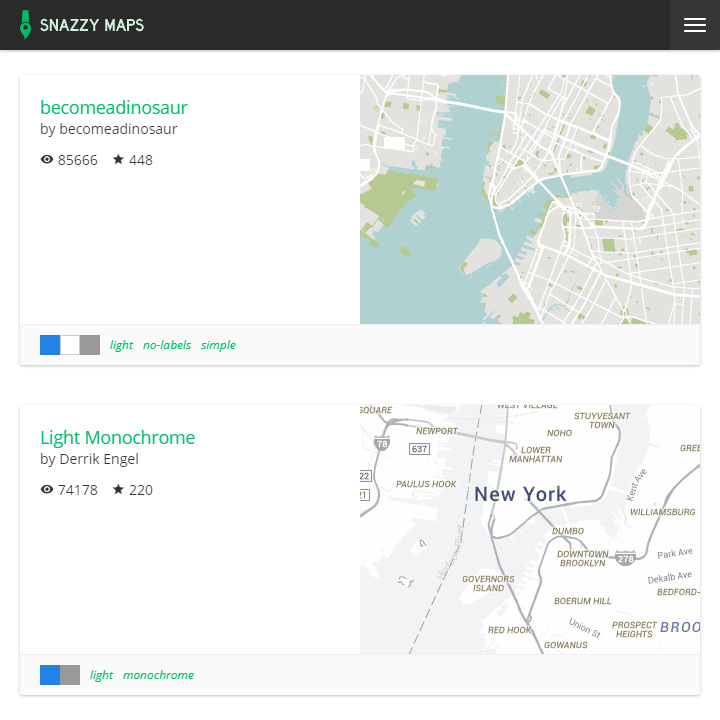 SNAZZY MAPS
becomeadinosaur
by becomeadinosaur
85666 448
light no-labels simple
Light Monochrome
by Derrik Engel
74178 220
SQUARE
WEST VILLAGE
STUYVESANT
TOWN
NEWPORT
NOHO
78
637
LOWER
MANHATTAN
GREE
22
PAULUS HOOK
Kent Ave
21
New York
WILLIAMSBURG
DUMBO
Hudson River
DOWNTOWN
BROOKLYN
278
Park Ave
GOVERNORS
ISLAND
Dekalb Ave
BEDFORD-
BOERUM HILL
RED HOOK
Union St
PROSPECT
HEIGHTS
BROO
GOWANUS
light monochrome